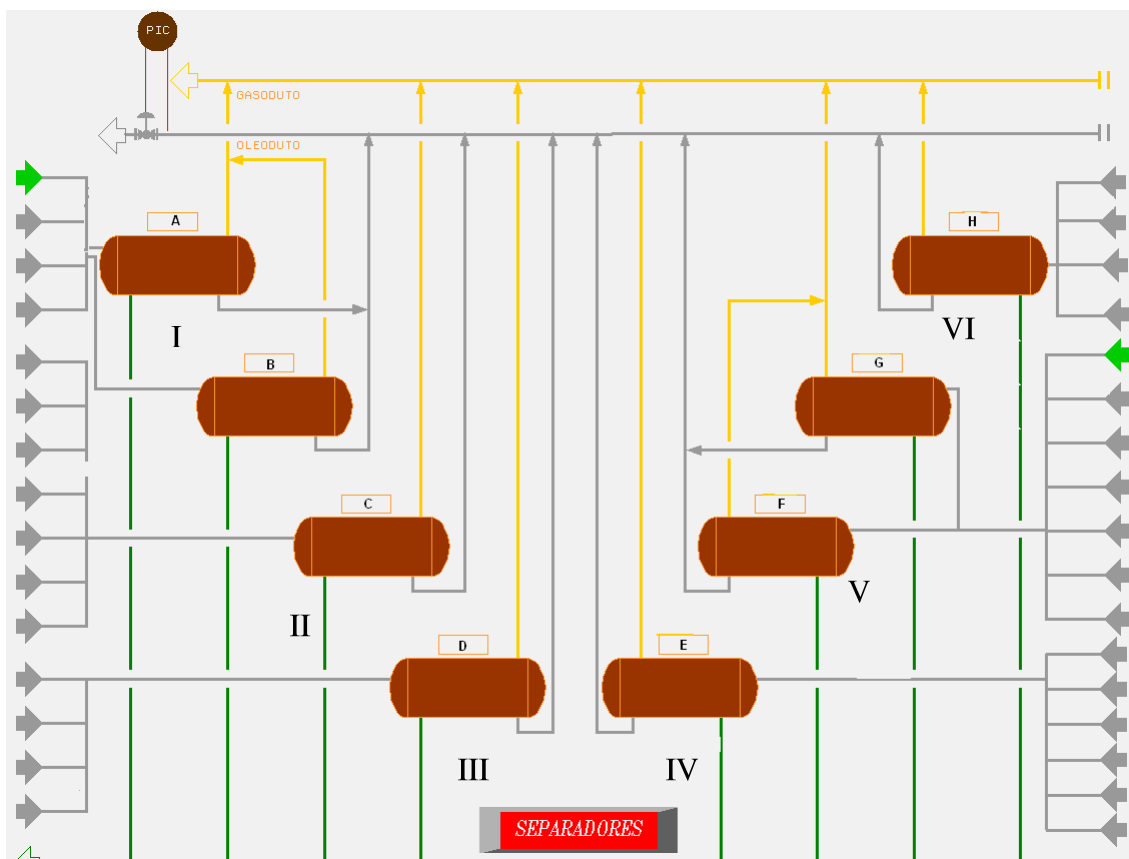 PIC
GASODUTO
OLEODUTO
A
H
I
VI
B
G
C
F
II
V
D
E
III
IV
SEPARADORES